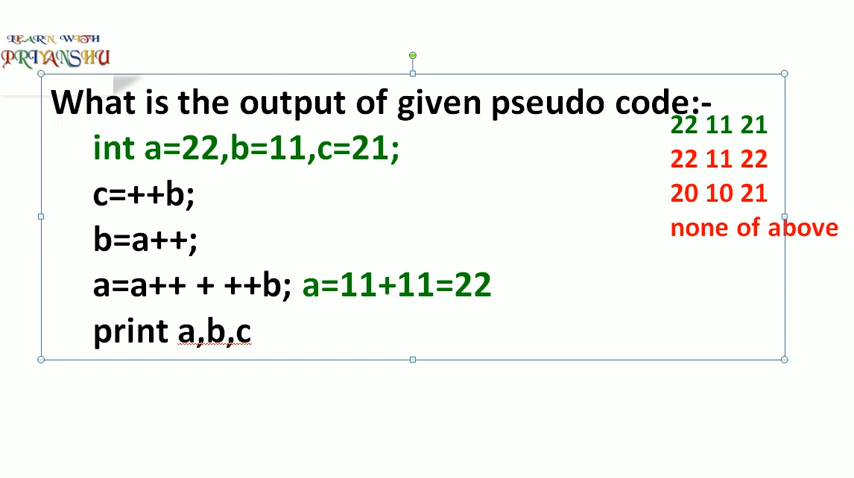 LEARN WITH
PRIYANSHU
What is the output of given pseudo code:-
int a=22,b=11,c=21;
c=++b;
b=a++;
a=a++ + ++b; a=11+11=22
print a,b,c
22 11 21
22 11 22
20 10 21
none of above